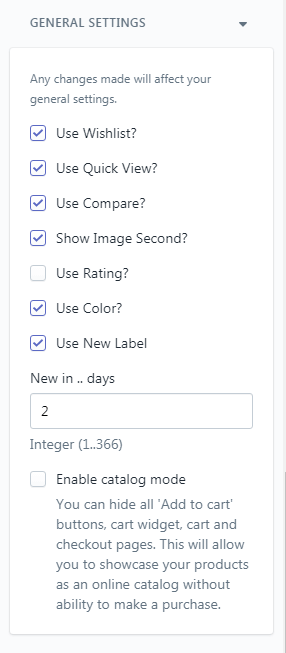 GENERAL SETTINGS
Any changes made will affect your
general settings.
Use Wishlist?
Use Quick View?
Use Compare?
Show Image Second?
Use Rating?
Use Color?
Use New Label
New in .. days
2
Integer (1..366)
Enable catalog mode
You can hide all 'Add to cart'
buttons, cart widget, cart and
checkout pages. This will allow
you to showcase your products
as an online catalog without
ability to make a purchase.